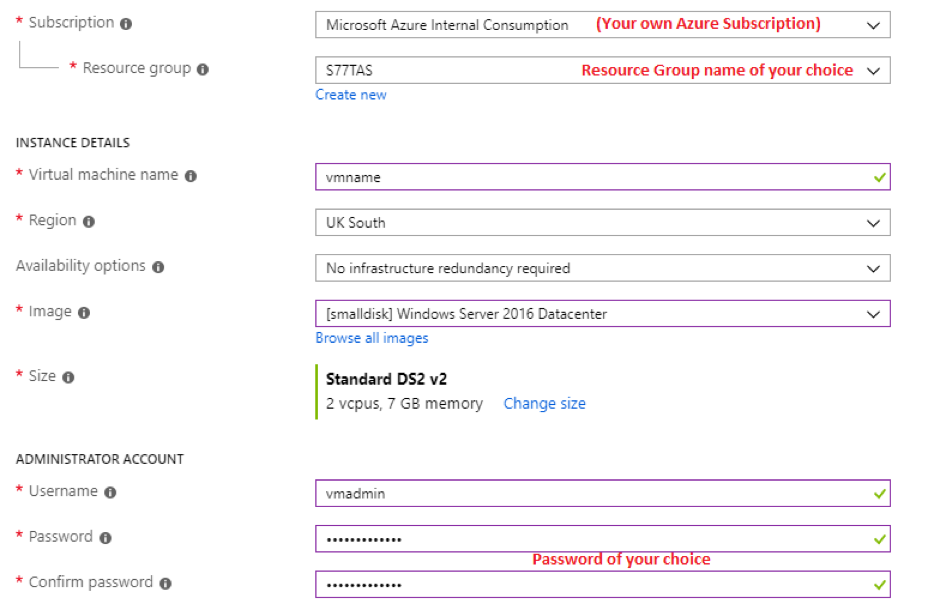 * Subscription Microsoft Azure Internal Consumption (Your own Azure Subscription)
* Resource group S77TAS Resource Group name of your choice
Create new
INSTANCE DETAILS
* Virtual machine name vmname
* Region UK South
Availability options No infrastructure redundancy required
* Image [smalldisk] Windows Server 2016 Datacenter
Browse all images
* Size Standard DS2 v2
2 vcpus, 7 GB memory Change size
ADMINISTRATOR ACCOUNT
* Username vmadmin
* Password •••••••••••••
Password of your choice
* Confirm password •••••••••••••